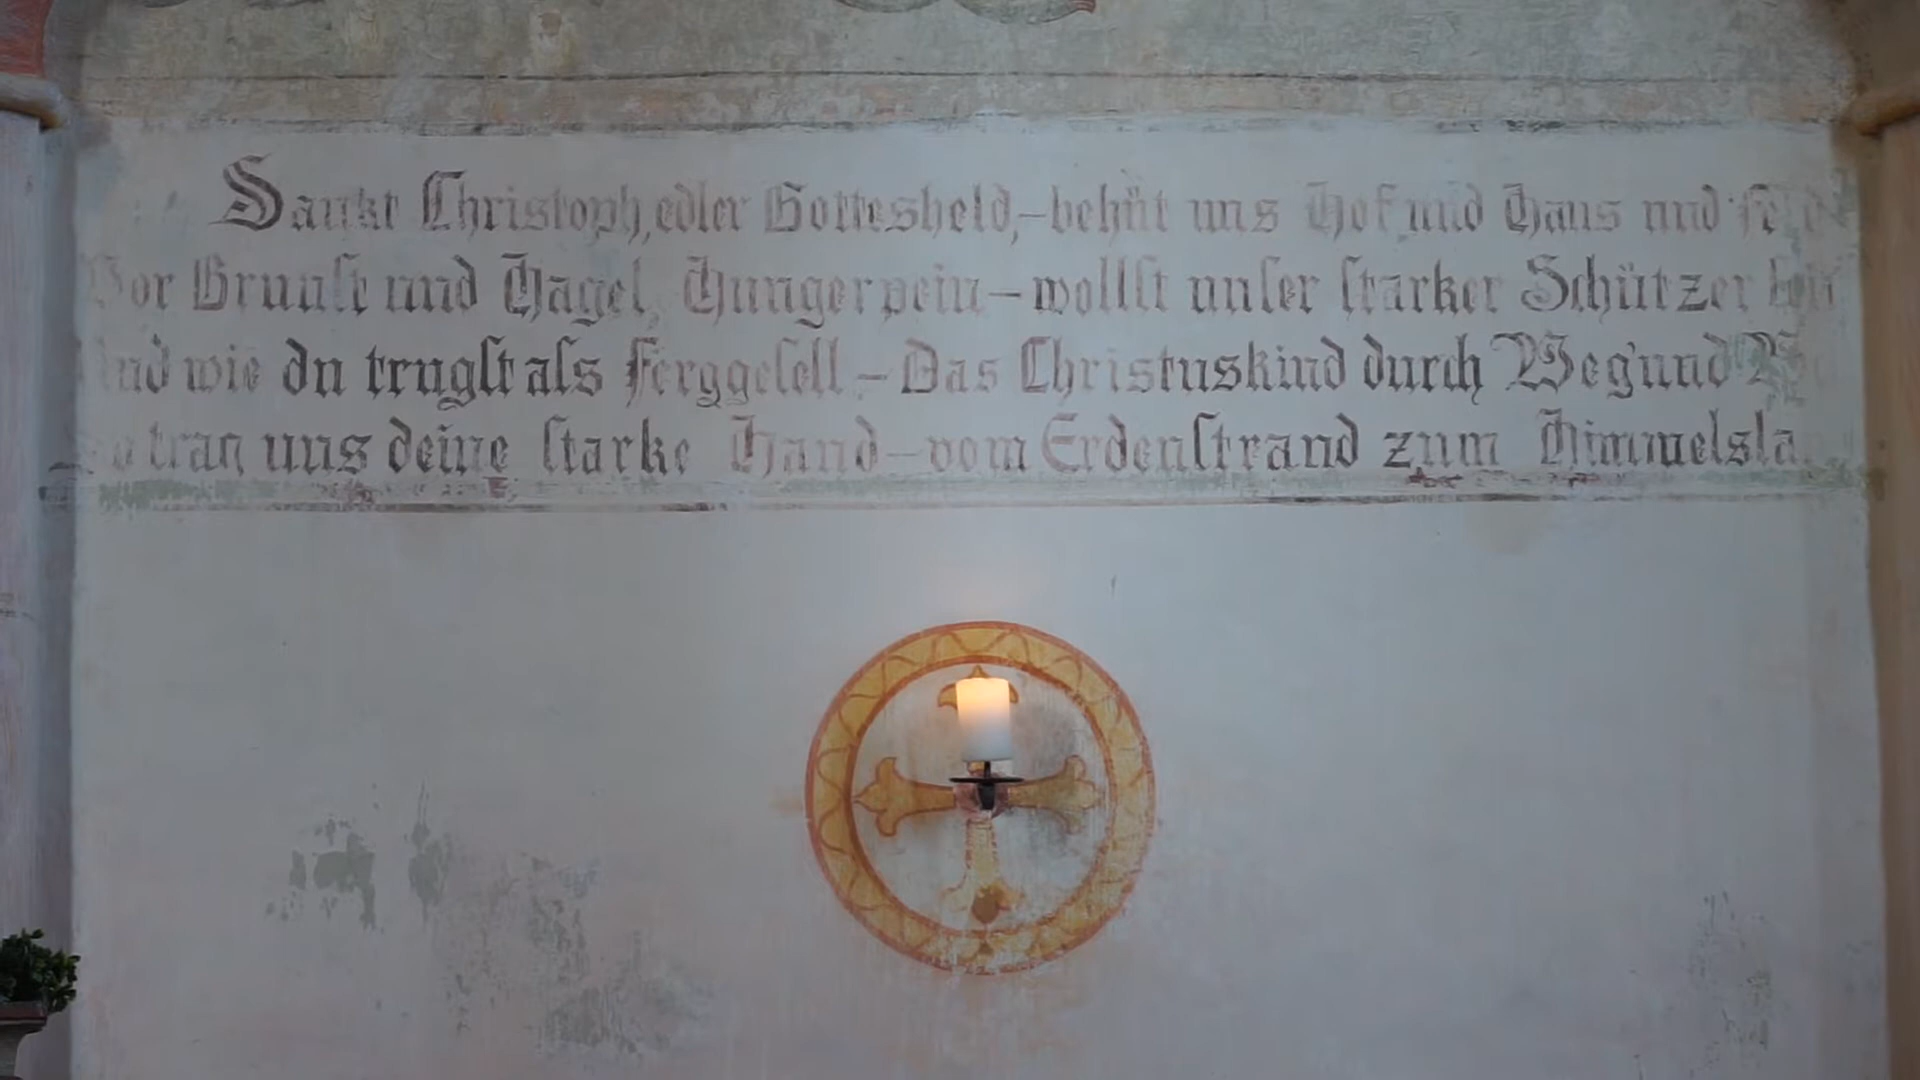 Sankt Christoph, edler Gottesheld,– behüt uns Hof und Haus und Feld
Vor Brunst und Hagel, Hungerpein – wollst unser starker Schützer sein
Und wie du trugst als Ferggesell – Das Christuskind durch Weg' und
trag uns deine starke Hand – vom Erdenstrand zum